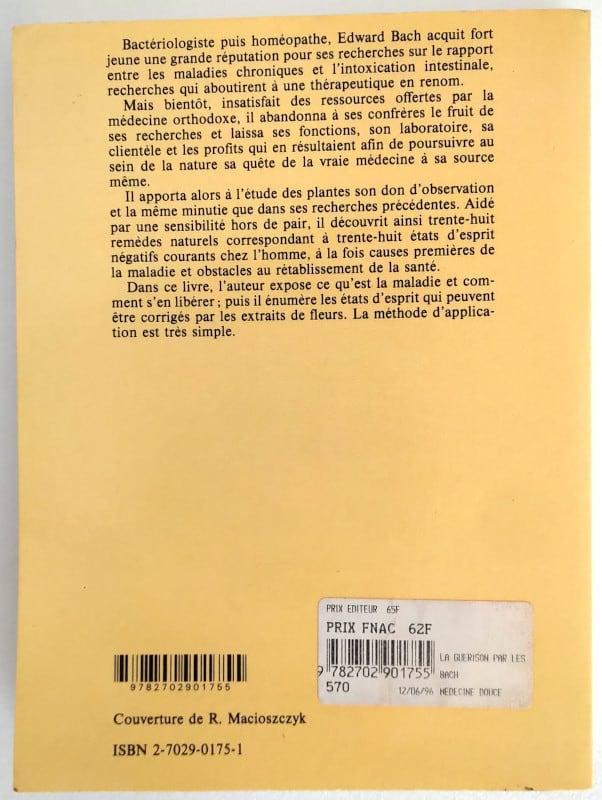 Bactériologiste puis homéopathe, Edward Bach acquit fort
jeune une grande réputation pour ses recherches sur le rapport
entre les maladies chroniques et l'intoxication intestinale,
recherches qui aboutirent à une thérapeutique en renom.
Mais bientôt, insatisfait des ressources offertes par la
médecine orthodoxe, il abandonna à ses confrères le fruit de
ses recherches et laissa ses fonctions, son laboratoire, sa
clientèle et les profits qui en résultaient afin de poursuivre au
sein de la nature sa quête de la vraie médecine à sa source
même.
Il apporta alors à l'étude des plantes son don d'observation
et la même minutie que dans ses recherches précédentes. Aidé
par une sensibilité hors de pair, il découvrit ainsi trente-huit
remèdes naturels correspondant à trente-huit états d'esprit
négatifs courants chez l'homme, à la fois causes premières de
la maladie et obstacles au rétablissement de la santé.
Dans ce livre, l'auteur expose ce qu'est la maladie et com-
ment s'en libérer ; puis il énumère les états d'esprit qui peuvent
être corrigés par les extraits de fleurs. La méthode d'applica-
tion est très simple.
PRIX EDITEUR 65F
PRIX FNAC 62F
9 782702 901755
LA GUERISON PAR LES
BACH
570
12/06/96 MEDECINE DOUCE
9782702901755
Couverture de R. Macioszczyk
ISBN 2-7029-0175-1